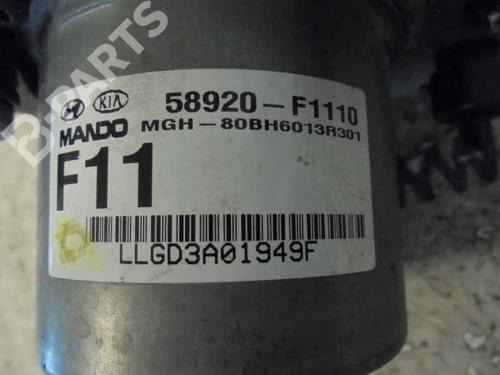 B-PARTS
KIA 58920-F1110
MANDO MGH-80BH6013R301
F11
LLGD3A01949F